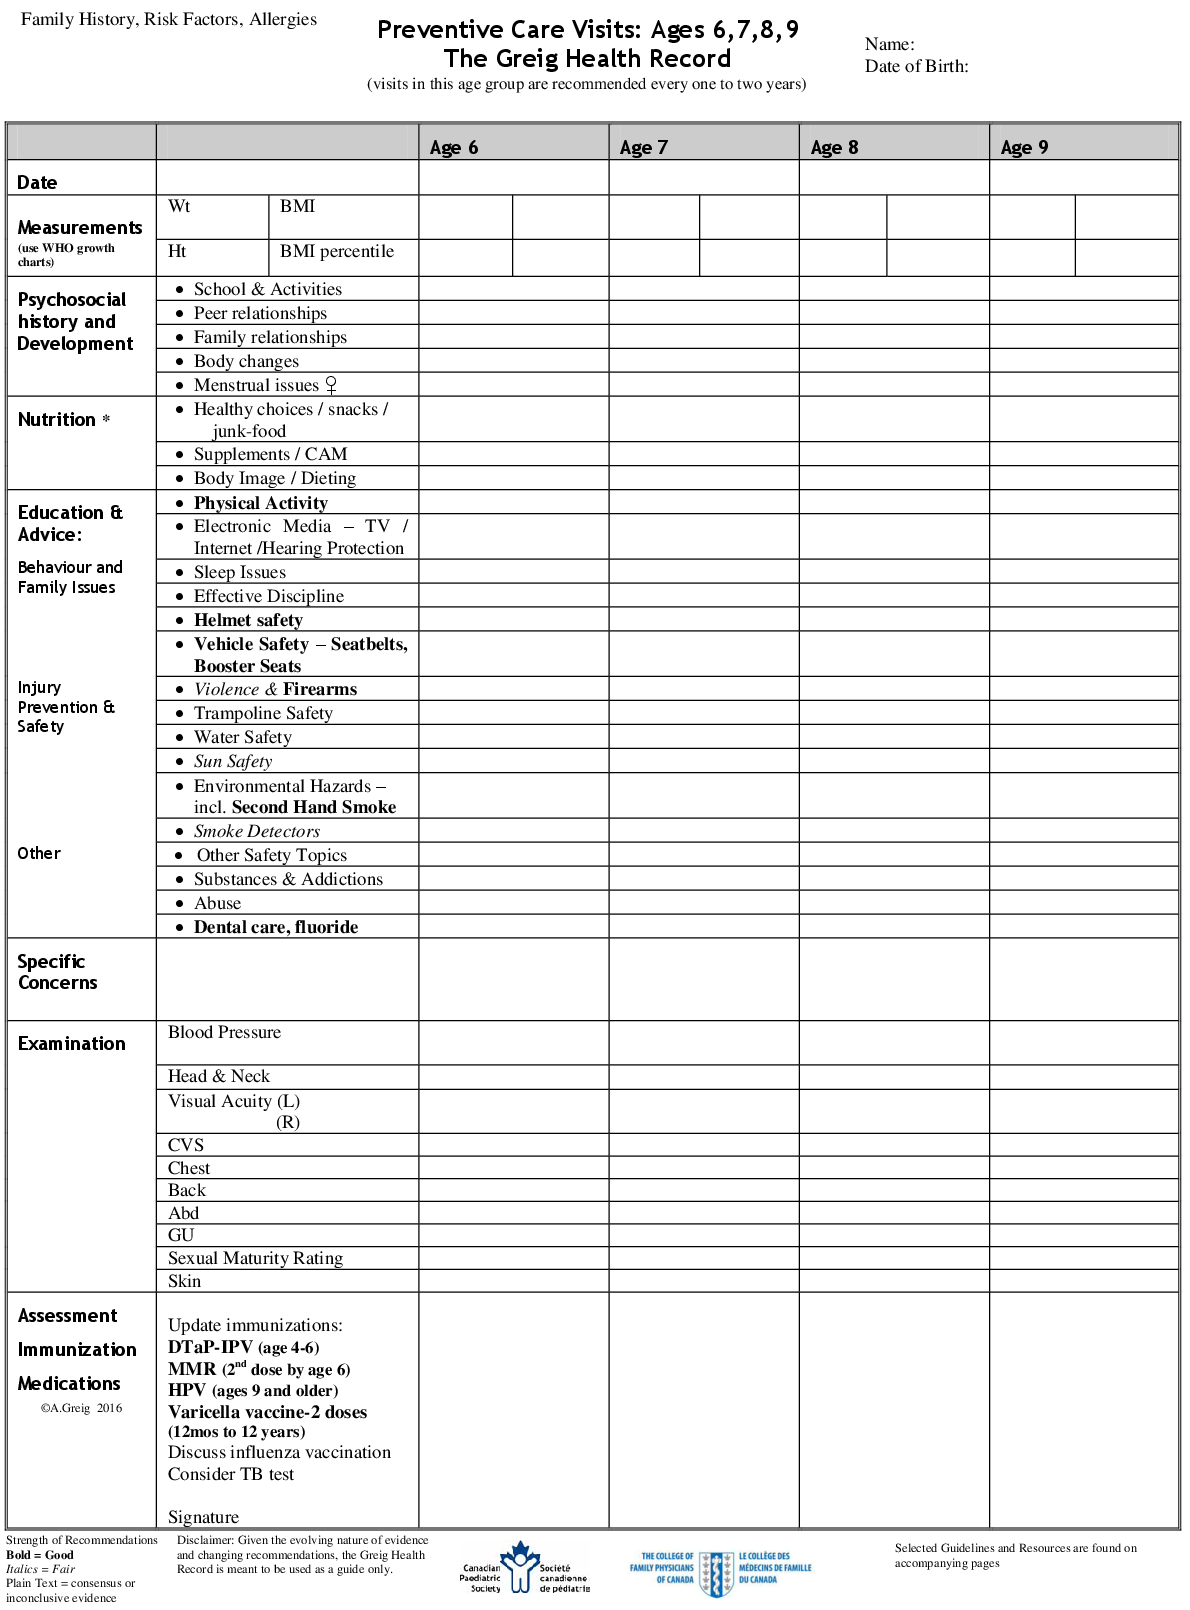 Family History, Risk Factors, Allergies
Preventive Care Visits: Ages 6,7,8,9
The Greig Health Record
(visits in this age group are recommended every one to two years)
Name:
Date of Birth:
Age 6 Age 7 Age 8 Age 9
Date
Measurements
(use WHO growth
charts)
Wt BMI
Ht BMI percentile
Psychosocial
history and
Development
• School & Activities
• Peer relationships
• Family relationships
• Body changes
• Menstrual issues ♀
Nutrition *
• Healthy choices / snacks /
junk-food
• Supplements / CAM
• Body Image / Dieting
Education &
Advice:
Behaviour and
Family Issues
Injury
Prevention &
Safety
Other
• Physical Activity
• Electronic Media – TV /
Internet /Hearing Protection
• Sleep Issues
• Effective Discipline
• Helmet safety
• Vehicle Safety – Seatbelts,
Booster Seats
• Violence & Firearms
• Trampoline Safety
• Water Safety
• Sun Safety
• Environmental Hazards –
incl. Second Hand Smoke
• Smoke Detectors
• Other Safety Topics
• Substances & Addictions
• Abuse
• Dental care, fluoride
Specific
Concerns
Examination
Blood Pressure
Head & Neck
Visual Acuity (L)
(R)
CVS
Chest
Back
Abd
GU
Sexual Maturity Rating
Skin
Assessment
Immunization
Medications
©A.Greig 2016
Update immunizations:
DTaP-IPV (age 4-6)
MMR (2nd dose by age 6)
HPV (ages 9 and older)
Varicella vaccine-2 doses
(12mos to 12 years)
Discuss influenza vaccination
Consider TB test
Signature
Strength of Recommendations
Bold = Good
Italics = Fair
Plain Text = consensus or
inconclusive evidence
Disclaimer: Given the evolving nature of evidence
and changing recommendations, the Greig Health
Record is meant to be used as a guide only.
Canadian
Paediatric
Society
Société
canadienne
de pédiatrie
THE COLLEGE OF
FAMILY PHYSICIANS
OF CANADA
LE COLLÈGE DES
MÉDECINS DE FAMILLE
DU CANADA
Selected Guidelines and Resources are found on
accompanying pages